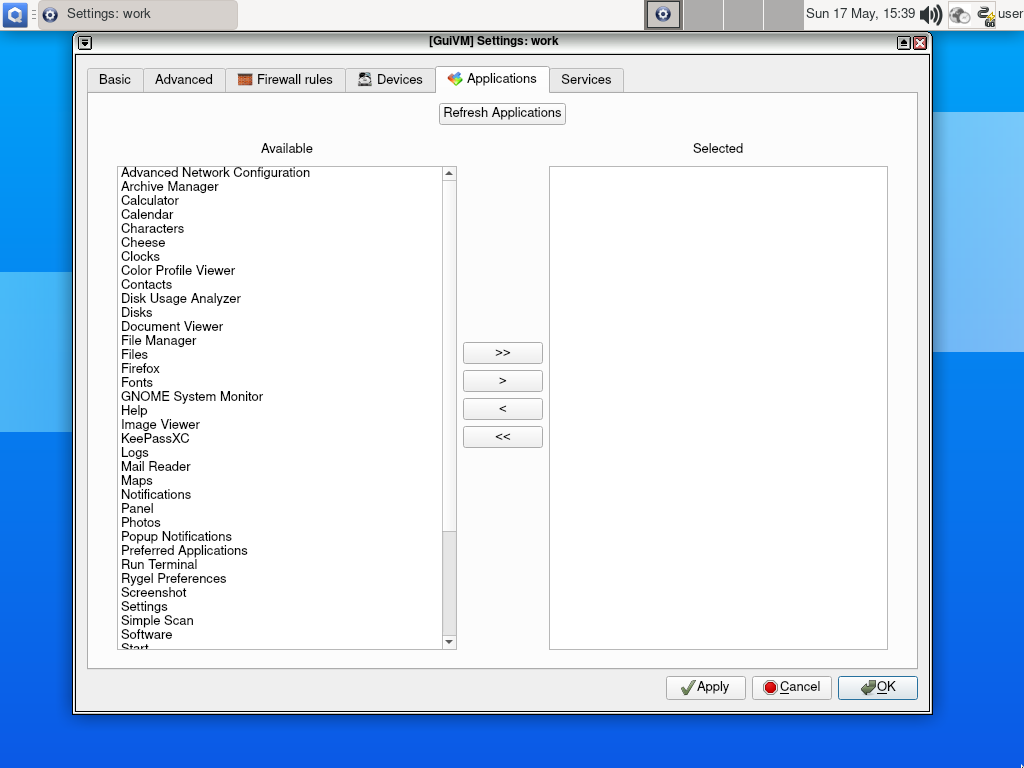 Settings: work
Sun 17 May, 15:39
user
[GuiVM] Settings: work
Basic
Advanced
Firewall rules
Devices
Applications
Services
Refresh Applications
Available
Selected
Advanced Network Configuration
Archive Manager
Calculator
Calendar
Characters
Cheese
Clocks
Color Profile Viewer
Contacts
Disk Usage Analyzer
Disks
Document Viewer
File Manager
Files
Firefox
Fonts
GNOME System Monitor
Help
Image Viewer
KeePassXC
Logs
Mail Reader
Maps
Notifications
Panel
Photos
Popup Notifications
Preferred Applications
Run Terminal
Rygel Preferences
Screenshot
Settings
Simple Scan
Software
Start
>>
>
<
<<
Apply
Cancel
OK